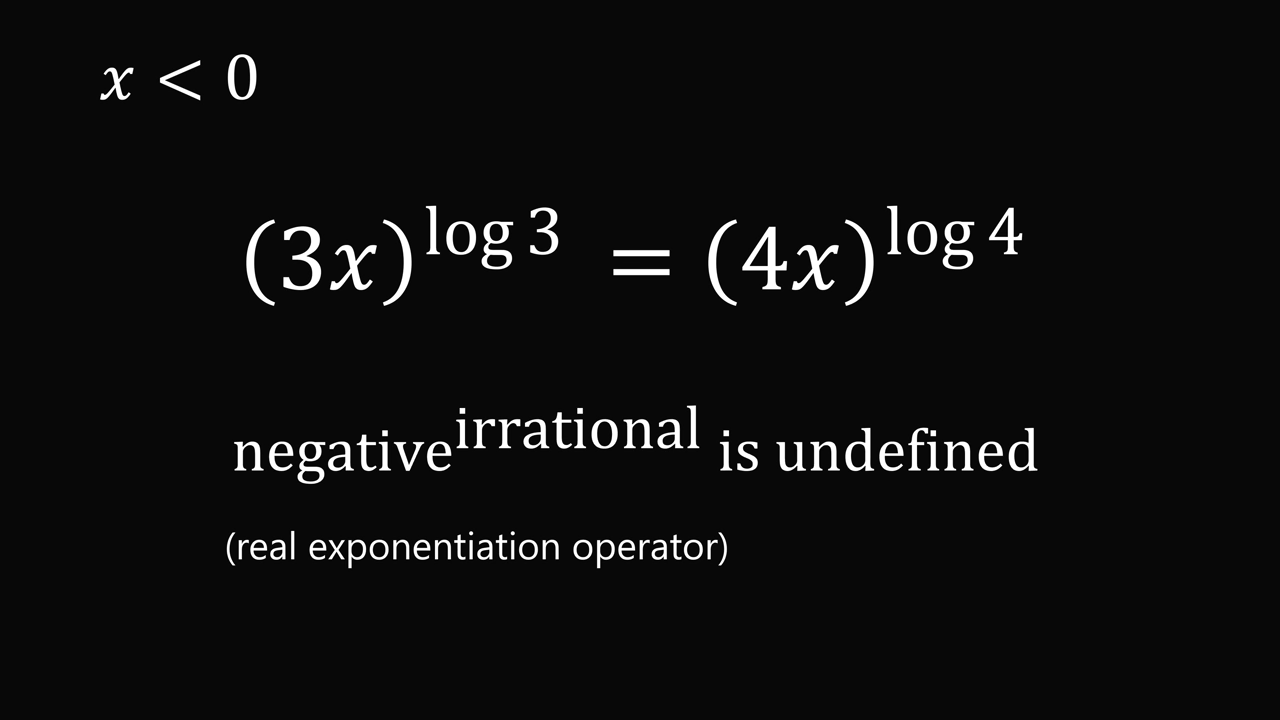 x < 0
(3x)^{log 3} = (4x)^{log 4}
negative^{irrational} is undefined
(real exponentiation operator)